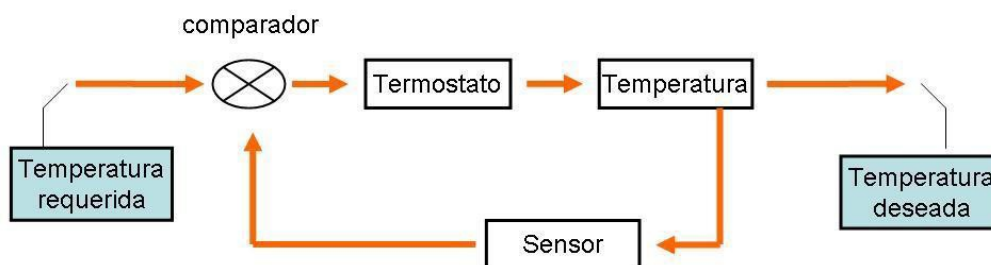 comparador
Termostato
Temperatura
Temperatura
requerida
Temperatura
deseada
Sensor